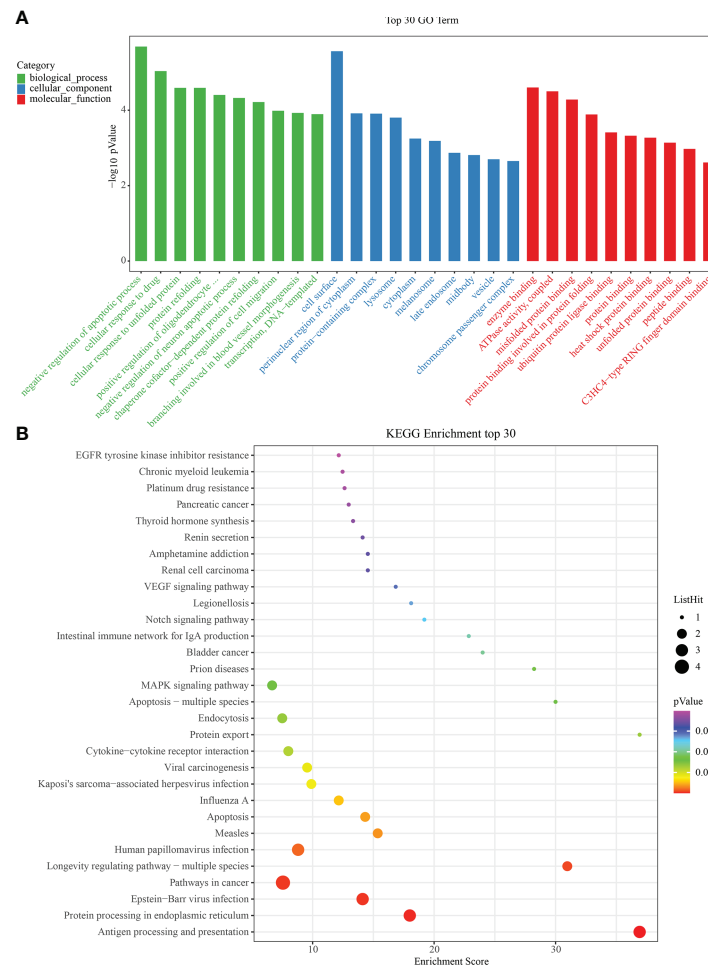 A
Top 30 GO Term
Category
biological_process
cellular_component
molecular_function
−log10 pValue
4
2
0
negative regulation of apoptotic process
cellular response to drug
cellular response to unfolded protein
protein refolding
positive regulation of oligodendrocyte ...
negative regulation of neuron apoptotic process
chaperone cofactor−dependent protein refolding
positive regulation of cell migration
branching involved in blood vessel morphogenesis
transcription, DNA−templated
cell surface
perinuclear region of cytoplasm
protein−containing complex
lysosome
cytoplasm
melanosome
late endosome
midbody
vesicle
chromosome passenger complex
enzyme binding
ATPase activity, coupled
misfolded protein binding
protein binding involved in protein folding
ubiquitin protein ligase binding
protein binding
heat shock protein binding
unfolded protein binding
peptide binding
C3HC4−type RING finger domain binding
B
KEGG Enrichment top 30
EGFR tyrosine kinase inhibitor resistance
Chronic myeloid leukemia
Platinum drug resistance
Pancreatic cancer
Thyroid hormone synthesis
Renin secretion
Amphetamine addiction
Renal cell carcinoma
VEGF signaling pathway
Legionellosis
Notch signaling pathway
Intestinal immune network for IgA production
Bladder cancer
Prion diseases
MAPK signaling pathway
Apoptosis − multiple species
Endocytosis
Protein export
Cytokine−cytokine receptor interaction
Viral carcinogenesis
Kaposi's sarcoma−associated herpesvirus infection
Influenza A
Apoptosis
Measles
Human papillomavirus infection
Longevity regulating pathway − multiple species
Pathways in cancer
Epstein−Barr virus infection
Protein processing in endoplasmic reticulum
Antigen processing and presentation
10
20
30
Enrichment Score
ListHit
1
2
3
4
pValue
0.0
0.0
0.0